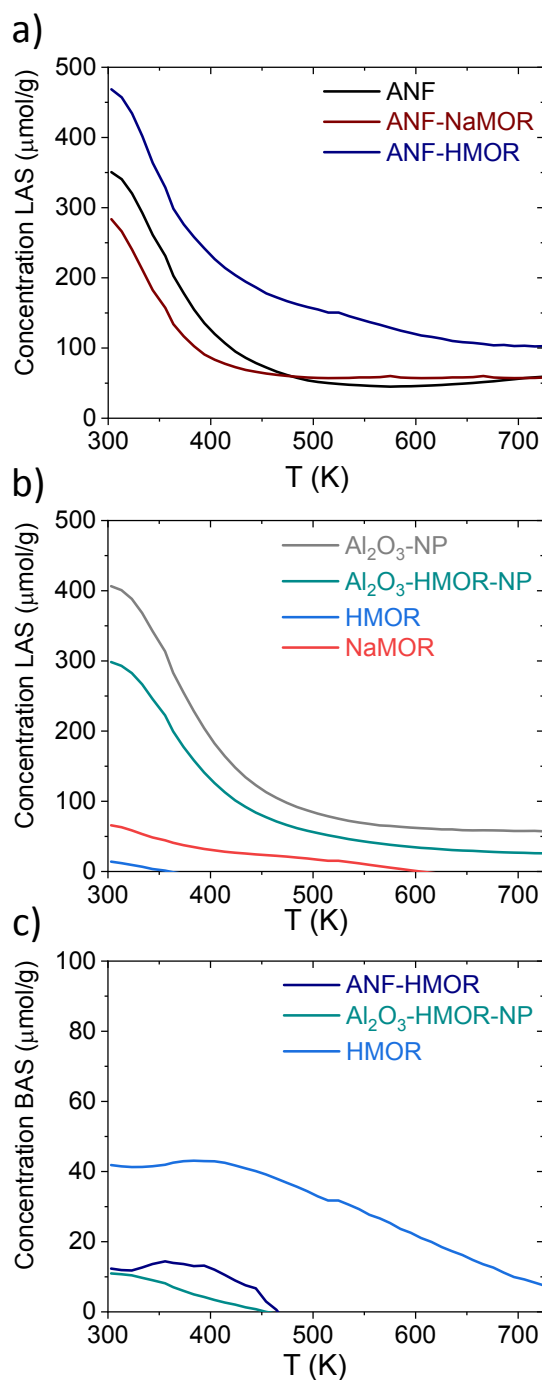 a)
500
400
300
200
100
0
Concentration LAS (μmol/g)
ANF
ANF-NaMOR
ANF-HMOR
300 400 500 600 700
T (K)
b)
500
400
300
200
100
0
Concentration LAS (μmol/g)
Al₂O₃-NP
Al₂O₃-HMOR-NP
HMOR
NaMOR
300 400 500 600 700
T (K)
c)
100
80
60
40
20
0
Concentration BAS (μmol/g)
ANF-HMOR
Al₂O₃-HMOR-NP
HMOR
300 400 500 600 700
T (K)